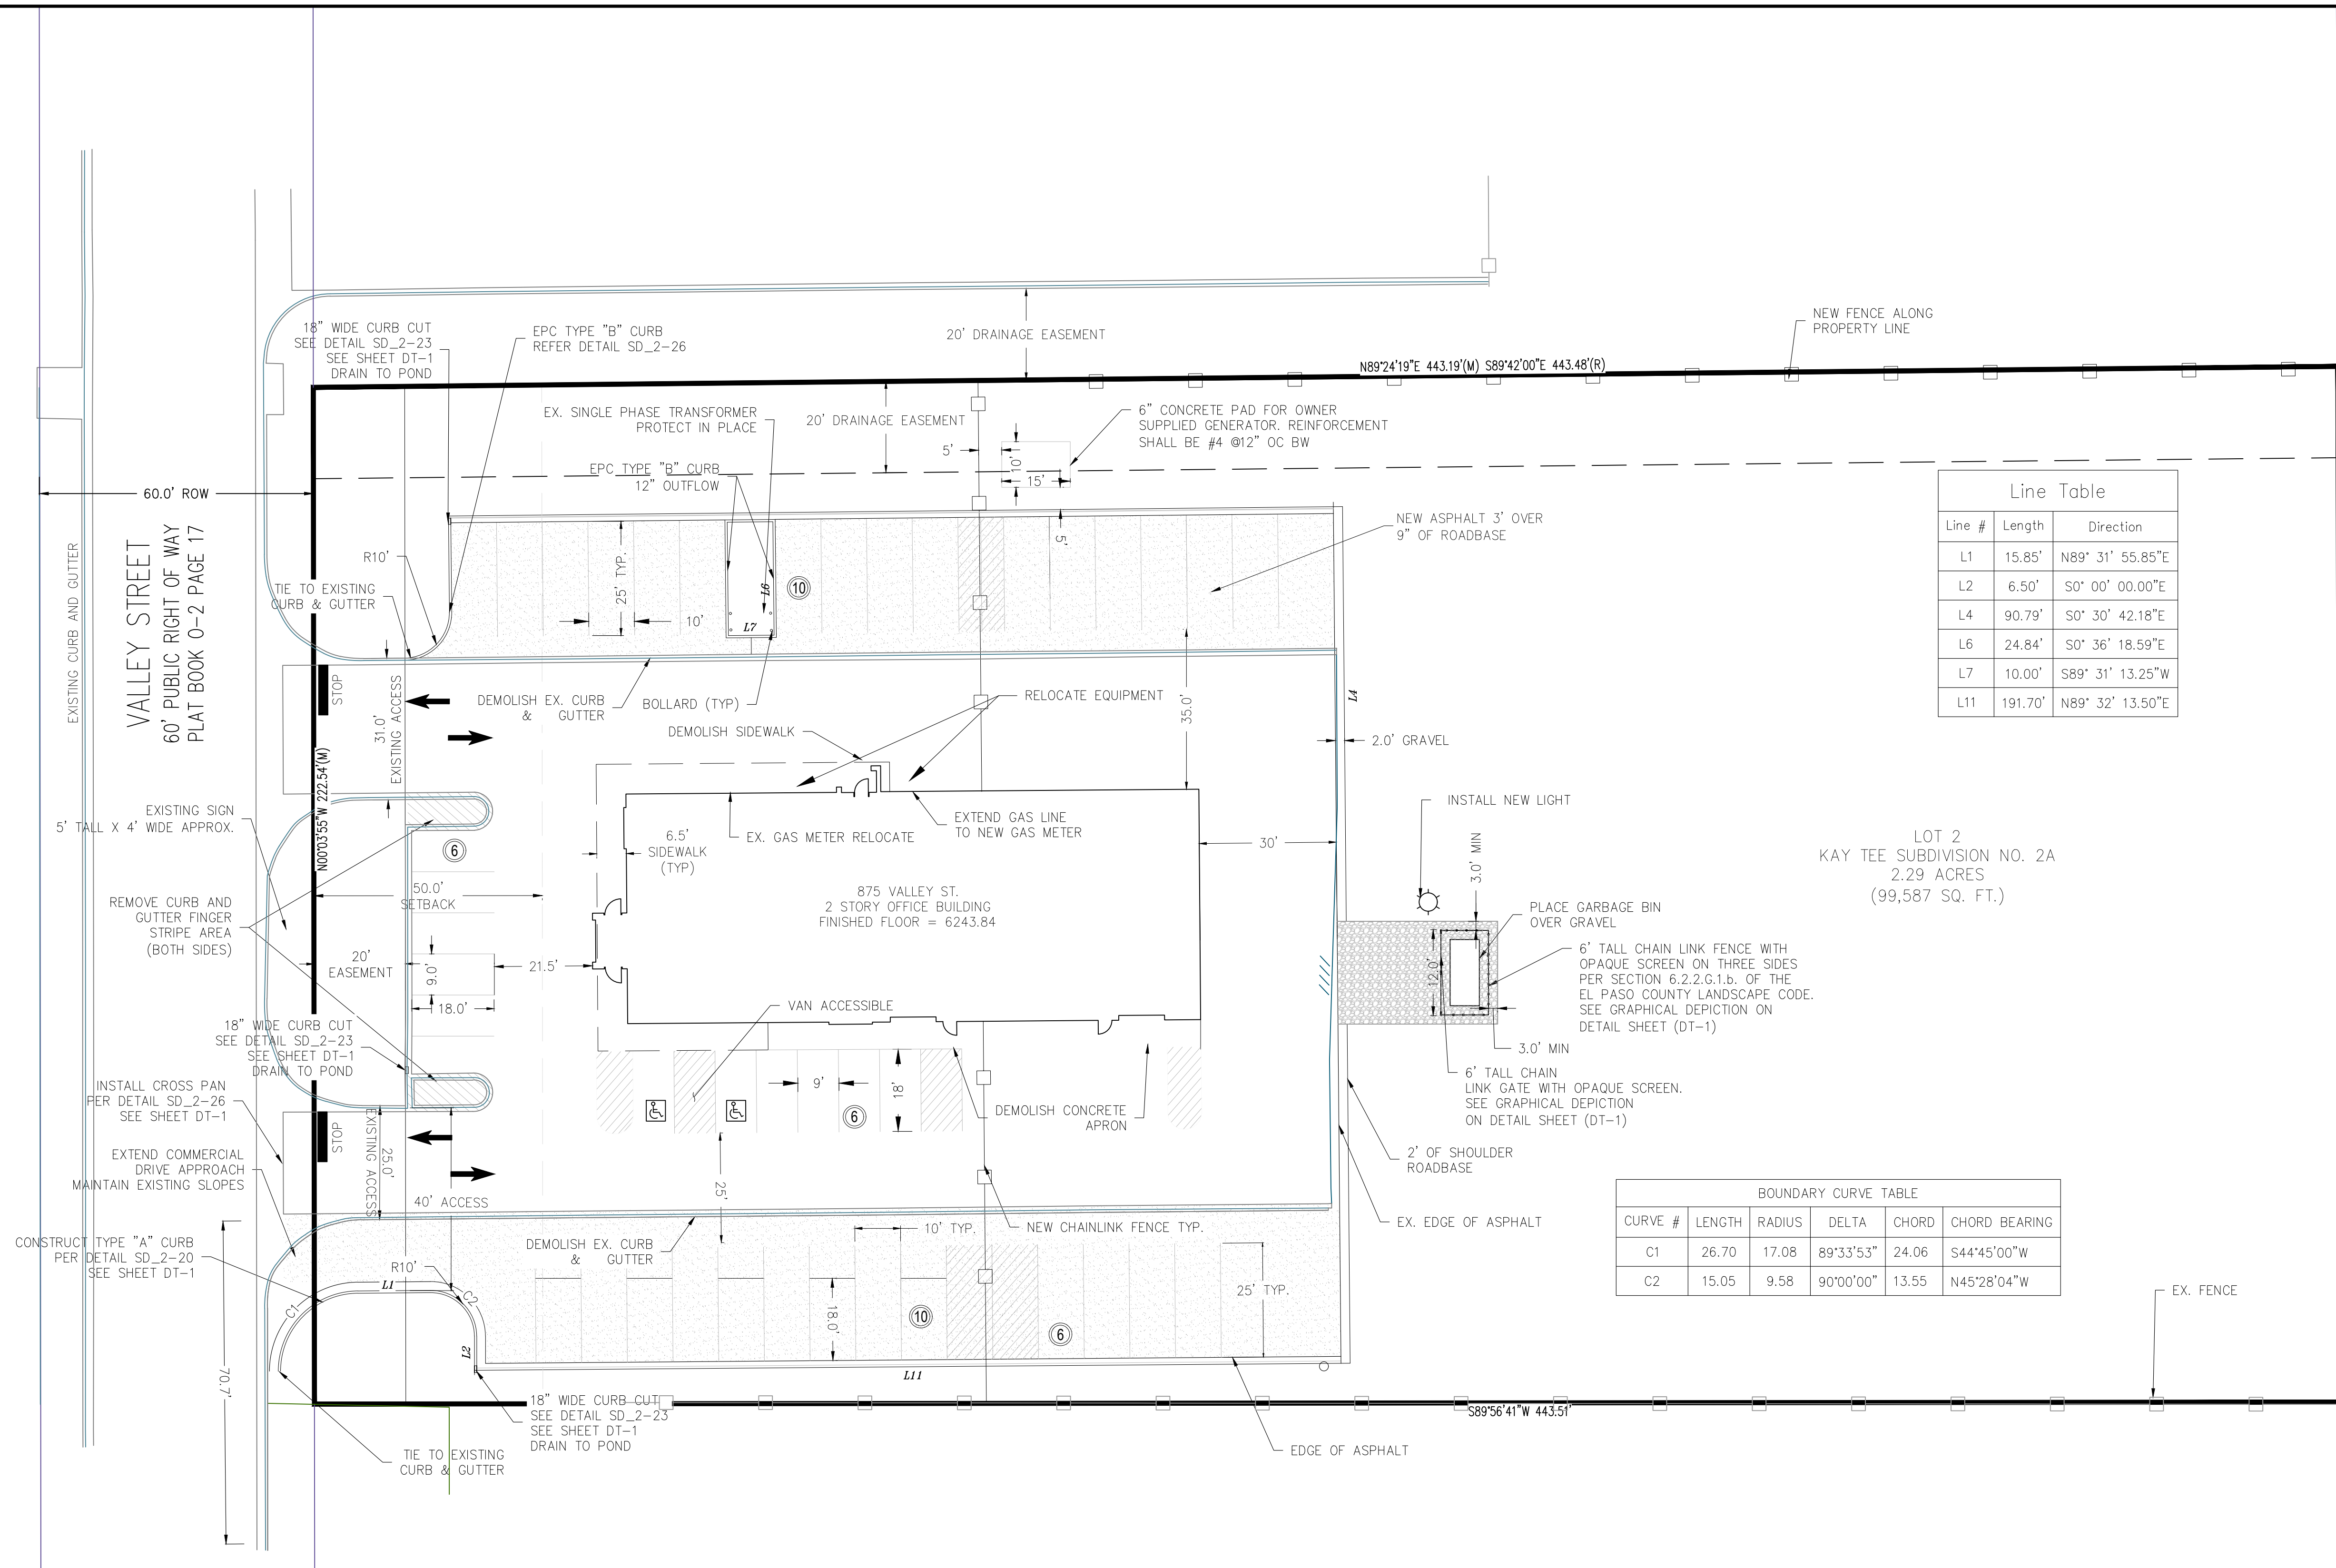 18" WIDE CURB CUT
SEE DETAIL SD_2-23
SEE SHEET DT-1
DRAIN TO POND
EPC TYPE "B" CURB
REFER DETAIL SD_2-26
20' DRAINAGE EASEMENT
NEW FENCE ALONG
PROPERTY LINE
N89°24'19"E 443.19'(M) S89°42'00"E 443.48'(R)
EX. SINGLE PHASE TRANSFORMER
PROTECT IN PLACE
20' DRAINAGE EASEMENT
6" CONCRETE PAD FOR OWNER
SUPPLIED GENERATOR. REINFORCEMENT
SHALL BE #4 @12" OC BW
5'
10'
15'
EPC TYPE "B" CURB
12" OUTFLOW
60.0' ROW
VALLEY STREET
60' PUBLIC RIGHT OF WAY
PLAT BOOK O-2 PAGE 17
EXISTING CURB AND GUTTER
R10'
TIE TO EXISTING
CURB & GUTTER
25' TYP.
10'
L6
L7
10
5'
NEW ASPHALT 3' OVER
9" OF ROADBASE
Line Table
Line # Length Direction
L1 15.85' N89° 31' 55.85"E
L2 6.50' S0° 00' 00.00"E
L4 90.79' S0° 30' 42.18"E
L6 24.84' S0° 36' 18.59"E
L7 10.00' S89° 31' 13.25"W
L11 191.70' N89° 32' 13.50"E
STOP
31.0'
EXISTING ACCESS
DEMOLISH EX. CURB
& GUTTER
BOLLARD (TYP)
DEMOLISH SIDEWALK
RELOCATE EQUIPMENT
35.0'
L4
2.0' GRAVEL
N00°03'55"W 222.54'(M)
EXISTING SIGN
5' TALL X 4' WIDE APPROX.
6
6.5'
SIDEWALK
(TYP)
EX. GAS METER RELOCATE
EXTEND GAS LINE
TO NEW GAS METER
30'
INSTALL NEW LIGHT
3.0' MIN
LOT 2
KAY TEE SUBDIVISION NO. 2A
2.29 ACRES
(99,587 SQ. FT.)
50.0'
SETBACK
875 VALLEY ST.
2 STORY OFFICE BUILDING
FINISHED FLOOR = 6243.84
REMOVE CURB AND
GUTTER FINGER
STRIPE AREA
(BOTH SIDES)
20'
EASEMENT
9.0'
18.0'
21.5'
VAN ACCESSIBLE
12.0'
PLACE GARBAGE BIN
OVER GRAVEL
6' TALL CHAIN LINK FENCE WITH
OPAQUE SCREEN ON THREE SIDES
PER SECTION 6.2.2.G.1.b. OF THE
EL PASO COUNTY LANDSCAPE CODE.
SEE GRAPHICAL DEPICTION ON
DETAIL SHEET (DT-1)
3.0' MIN
6' TALL CHAIN
LINK GATE WITH OPAQUE SCREEN.
SEE GRAPHICAL DEPICTION
ON DETAIL SHEET (DT-1)
18" WIDE CURB CUT
SEE DETAIL SD_2-23
SEE SHEET DT-1
DRAIN TO POND
INSTALL CROSS PAN
PER DETAIL SD_2-26
SEE SHEET DT-1
EXTEND COMMERCIAL
DRIVE APPROACH
MAINTAIN EXISTING SLOPES
STOP
EXISTING ACCESS
25.0'
40' ACCESS
9'
18'
6
DEMOLISH CONCRETE
APRON
25'
2' OF SHOULDER
ROADBASE
EX. EDGE OF ASPHALT
BOUNDARY CURVE TABLE
CURVE # LENGTH RADIUS DELTA CHORD CHORD BEARING
C1 26.70 17.08 89°33'53" 24.06 S44°45'00"W
C2 15.05 9.58 90°00'00" 13.55 N45°28'04"W
CONSTRUCT TYPE "A" CURB
PER DETAIL SD_2-20
SEE SHEET DT-1
DEMOLISH EX. CURB
& GUTTER
10' TYP.
NEW CHAINLINK FENCE TYP.
R10'
L1
C1
C2
L2
18.0'
10
6
25' TYP.
EX. FENCE
70.7'
L11
18" WIDE CURB CUT
SEE DETAIL SD_2-23
SEE SHEET DT-1
DRAIN TO POND
S89°56'41"W 443.51'
TIE TO EXISTING
CURB & GUTTER
EDGE OF ASPHALT